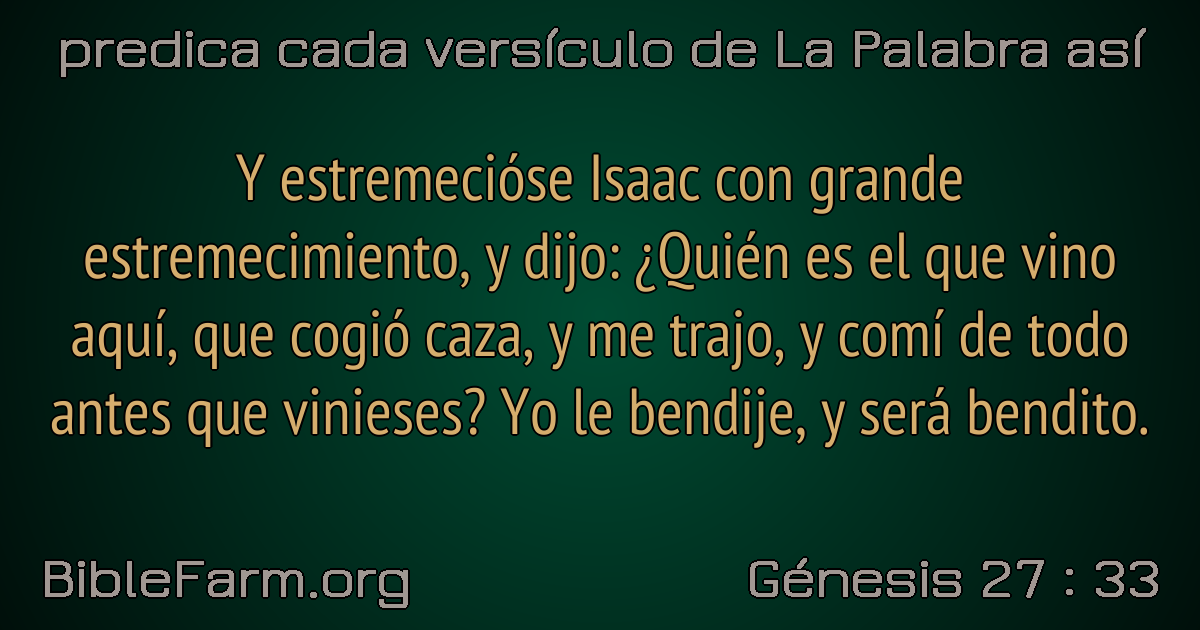 predica cada versículo de La Palabra así
Y estremecióse Isaac con grande
estremecimiento, y dijo: ¿Quién es el que vino
aquí, que cogió caza, y me trajo, y comí de todo
antes que vinieses? Yo le bendije, y será bendito.
BibleFarm.org
Génesis 27 : 33